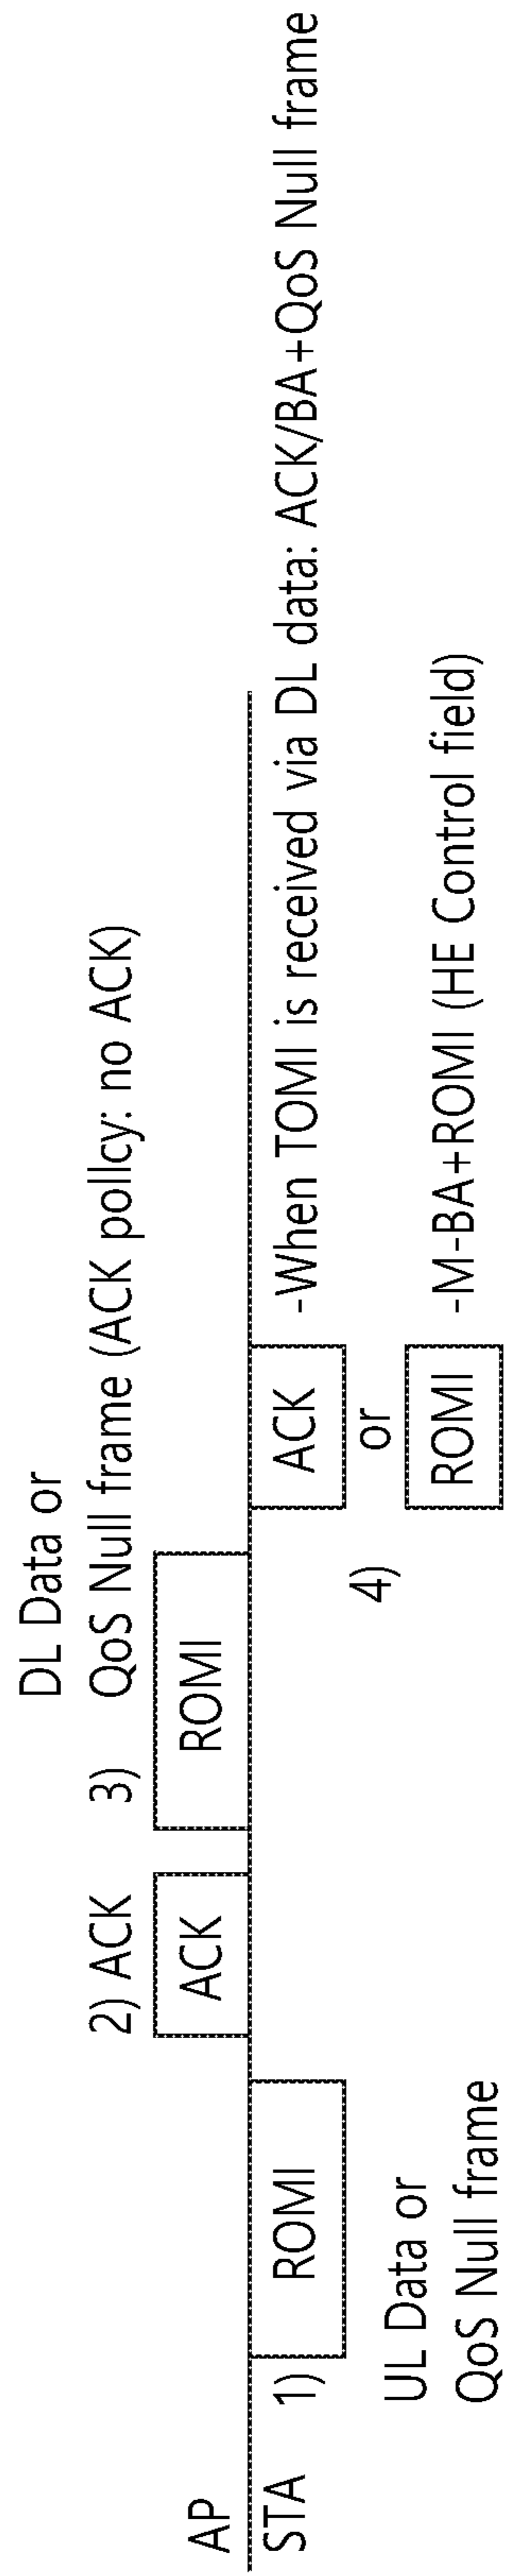 DL Data or
3) QoS Null frame (ACK pollcy: no ACK)
2) ACK
AP
ACK
ROMI
STA
1)
ROMI
UL Data or
QoS Null frame
4)
ACK
or
ROMI
-When TOMI is received via DL data: ACK/BA+QoS Null frame
-M-BA+ROMI (HE Control field)